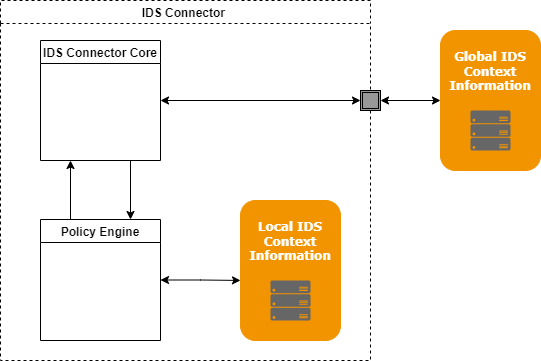 IDS Connector
IDS Connector Core
Global IDS
Context
Information
Policy Engine
Local IDS
Context
Information